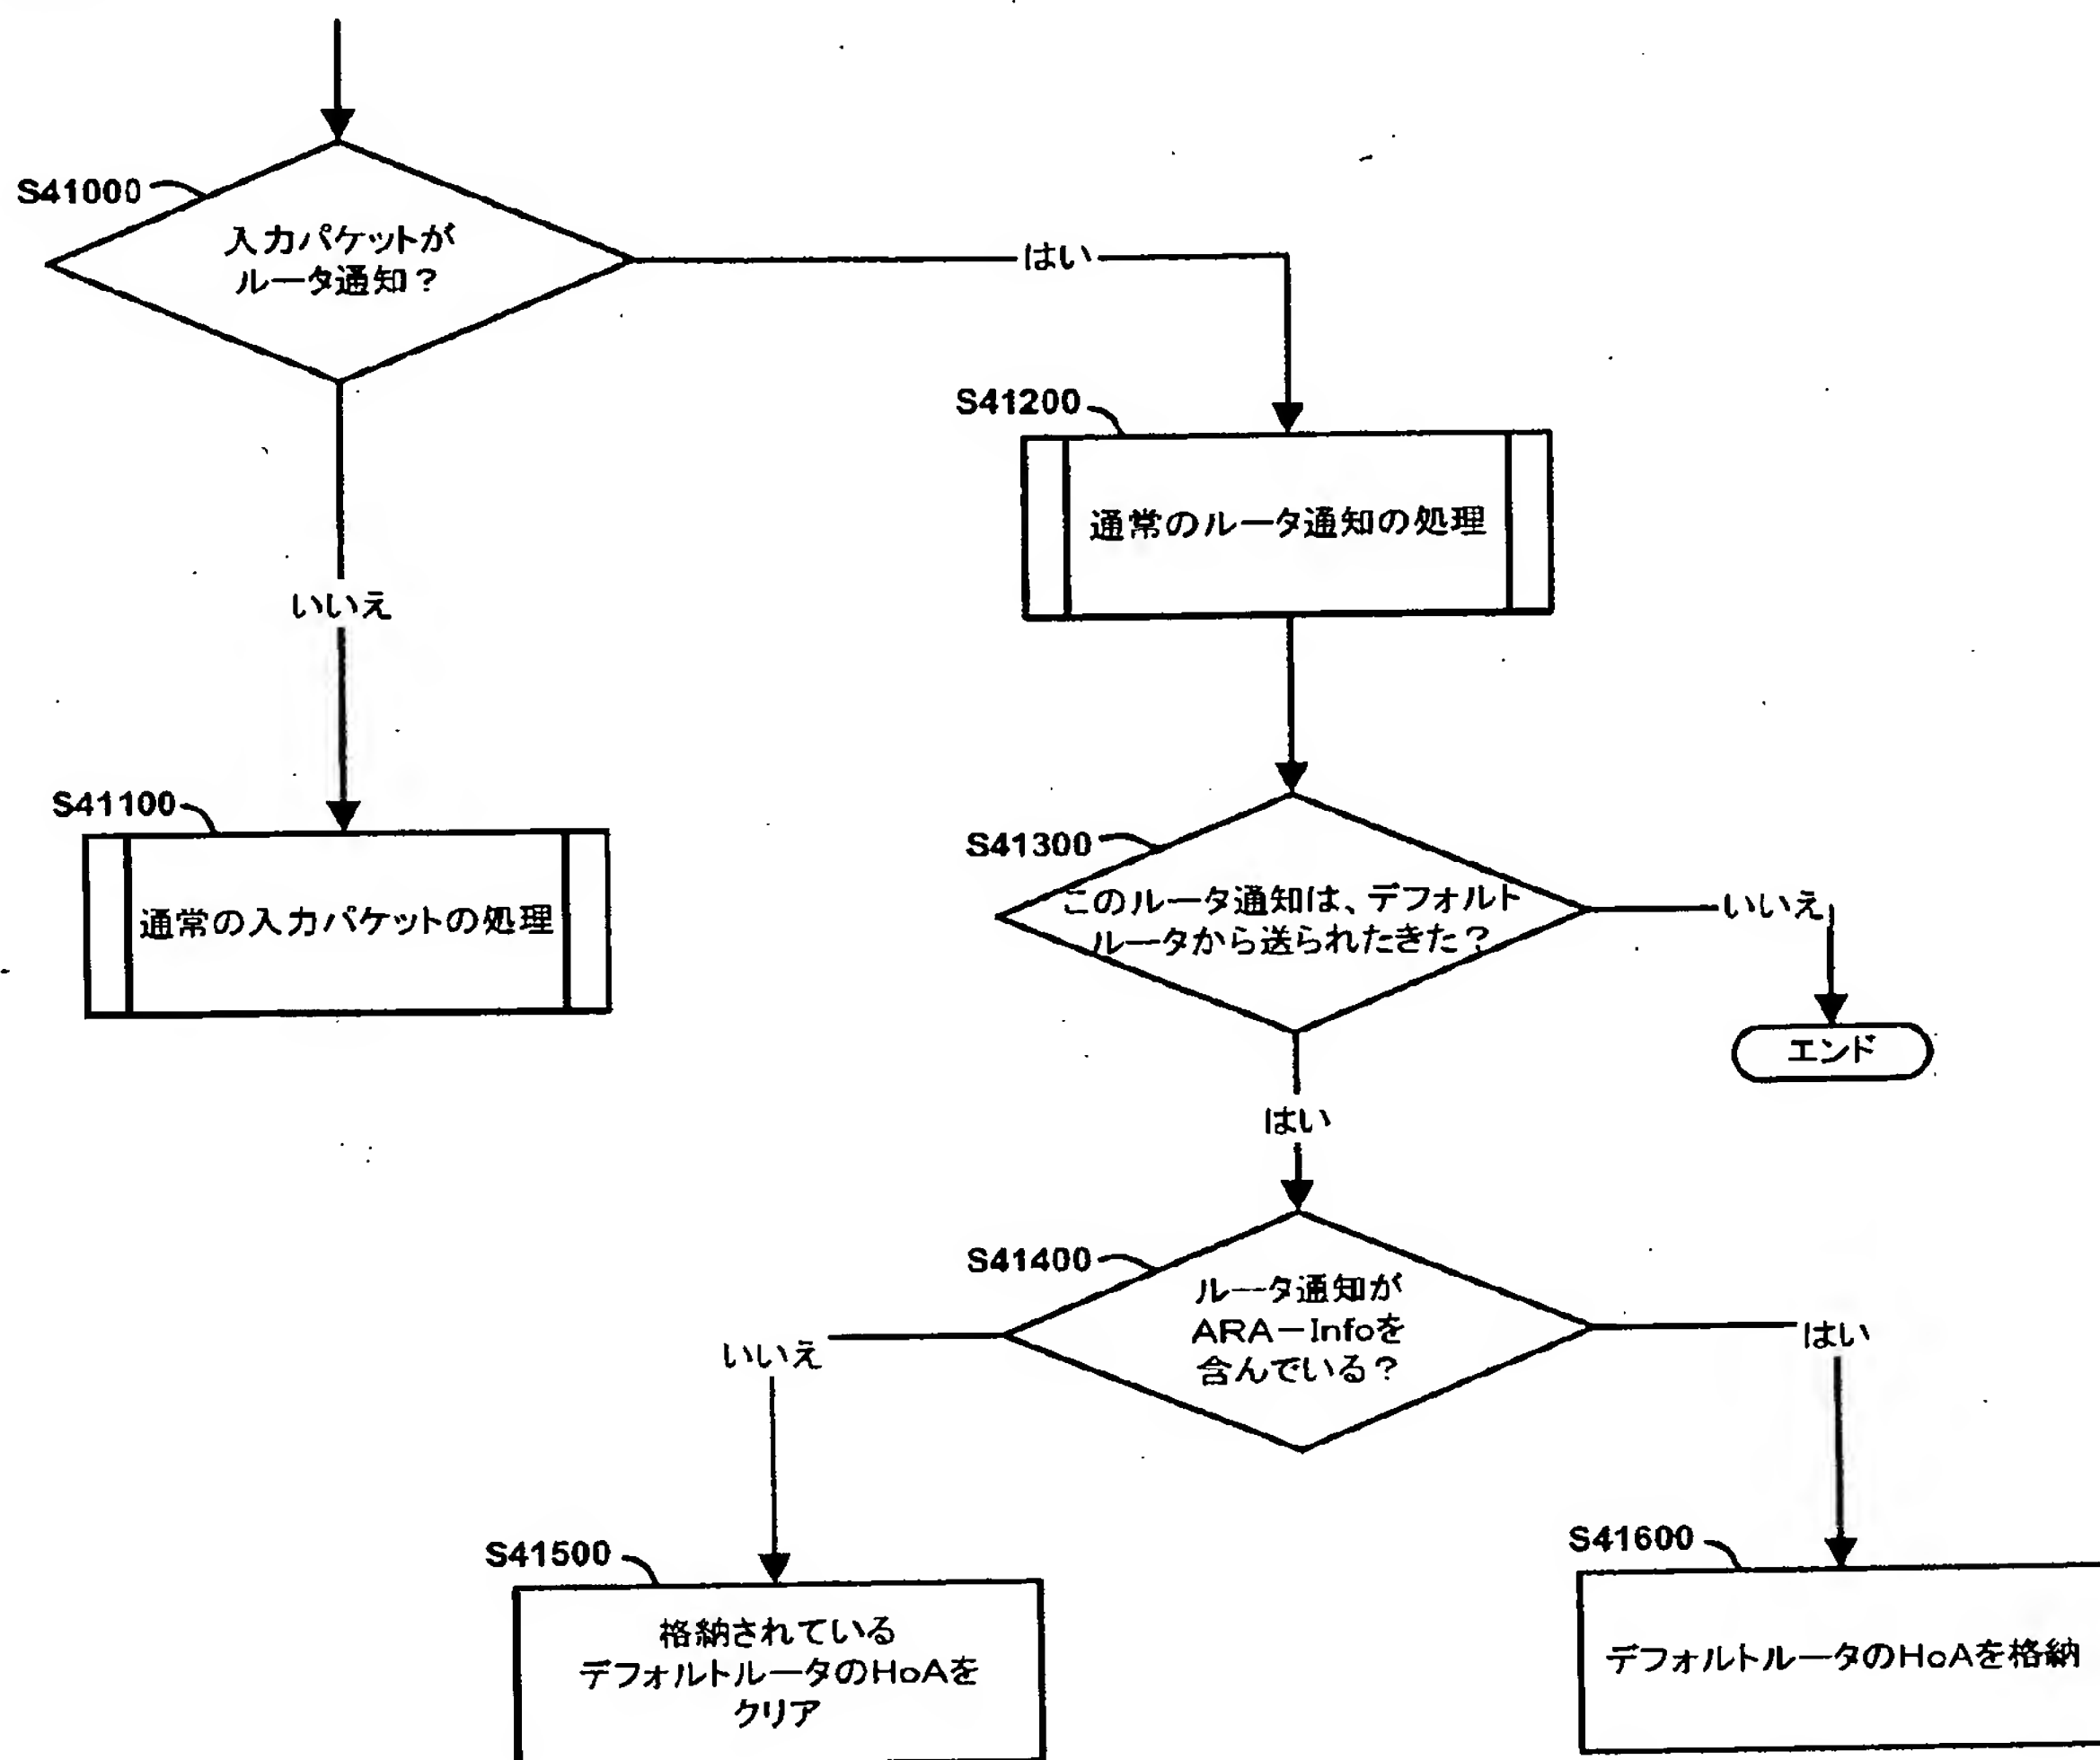 S41000
入力パケットが
ルータ通知？
はい
いいえ
S41200
通常のルータ通知の処理
S41100
通常の入力パケットの処理
S41300
このルータ通知は、デフォルト
ルータから送られたきた？
いいえ
エンド
はい
S41400
ルータ通知が
ARA－Infoを
含んでいる？
いいえ
はい
S41500
格納されている
デフォルトルータのHoAを
クリア
S41600
デフォルトルータのHoAを格納